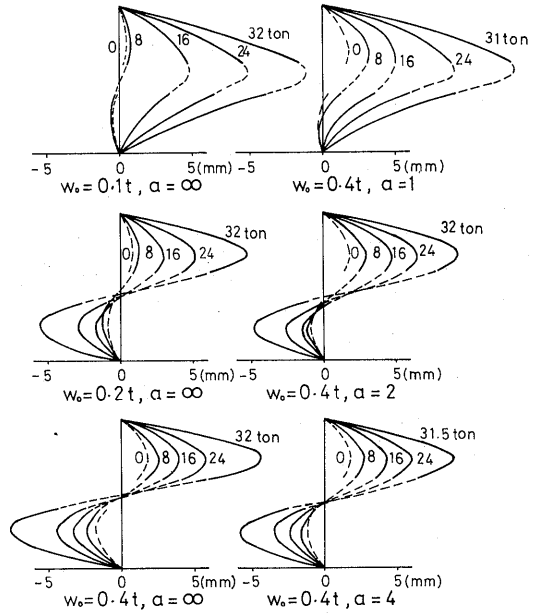 0 8 16 24 32 ton
-5 0 5(mm)
w₀=0.1t, a=∞
0 8 16 24 31 ton
-5 0 5(mm)
w₀=0.4t, a=1
0 8 16 24 32 ton
-5 0 5(mm)
w₀=0.2t, a=∞
0 8 16 24 32 ton
-5 0 5(mm)
w₀=0.4t, a=2
0 8 16 24 32 ton
-5 0 5(mm)
w₀=0.4t, a=∞
0 8 16 24 31.5 ton
-5 0 5(mm)
w₀=0.4t, a=4